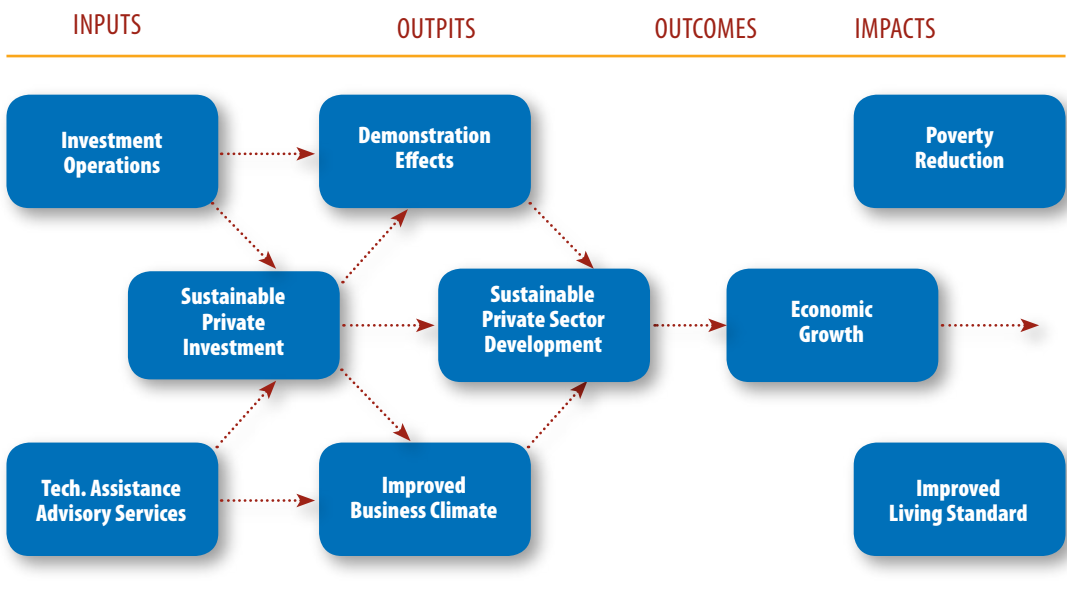 INPUTS
OUTPITS
OUTCOMES
IMPACTS
Investment
Operations
Demonstration
Effects
Poverty
Reduction
Sustainable
Private
Investment
Sustainable
Private Sector
Development
Economic
Growth
Tech. Assistance
Advisory Services
Improved
Business Climate
Improved
Living Standard